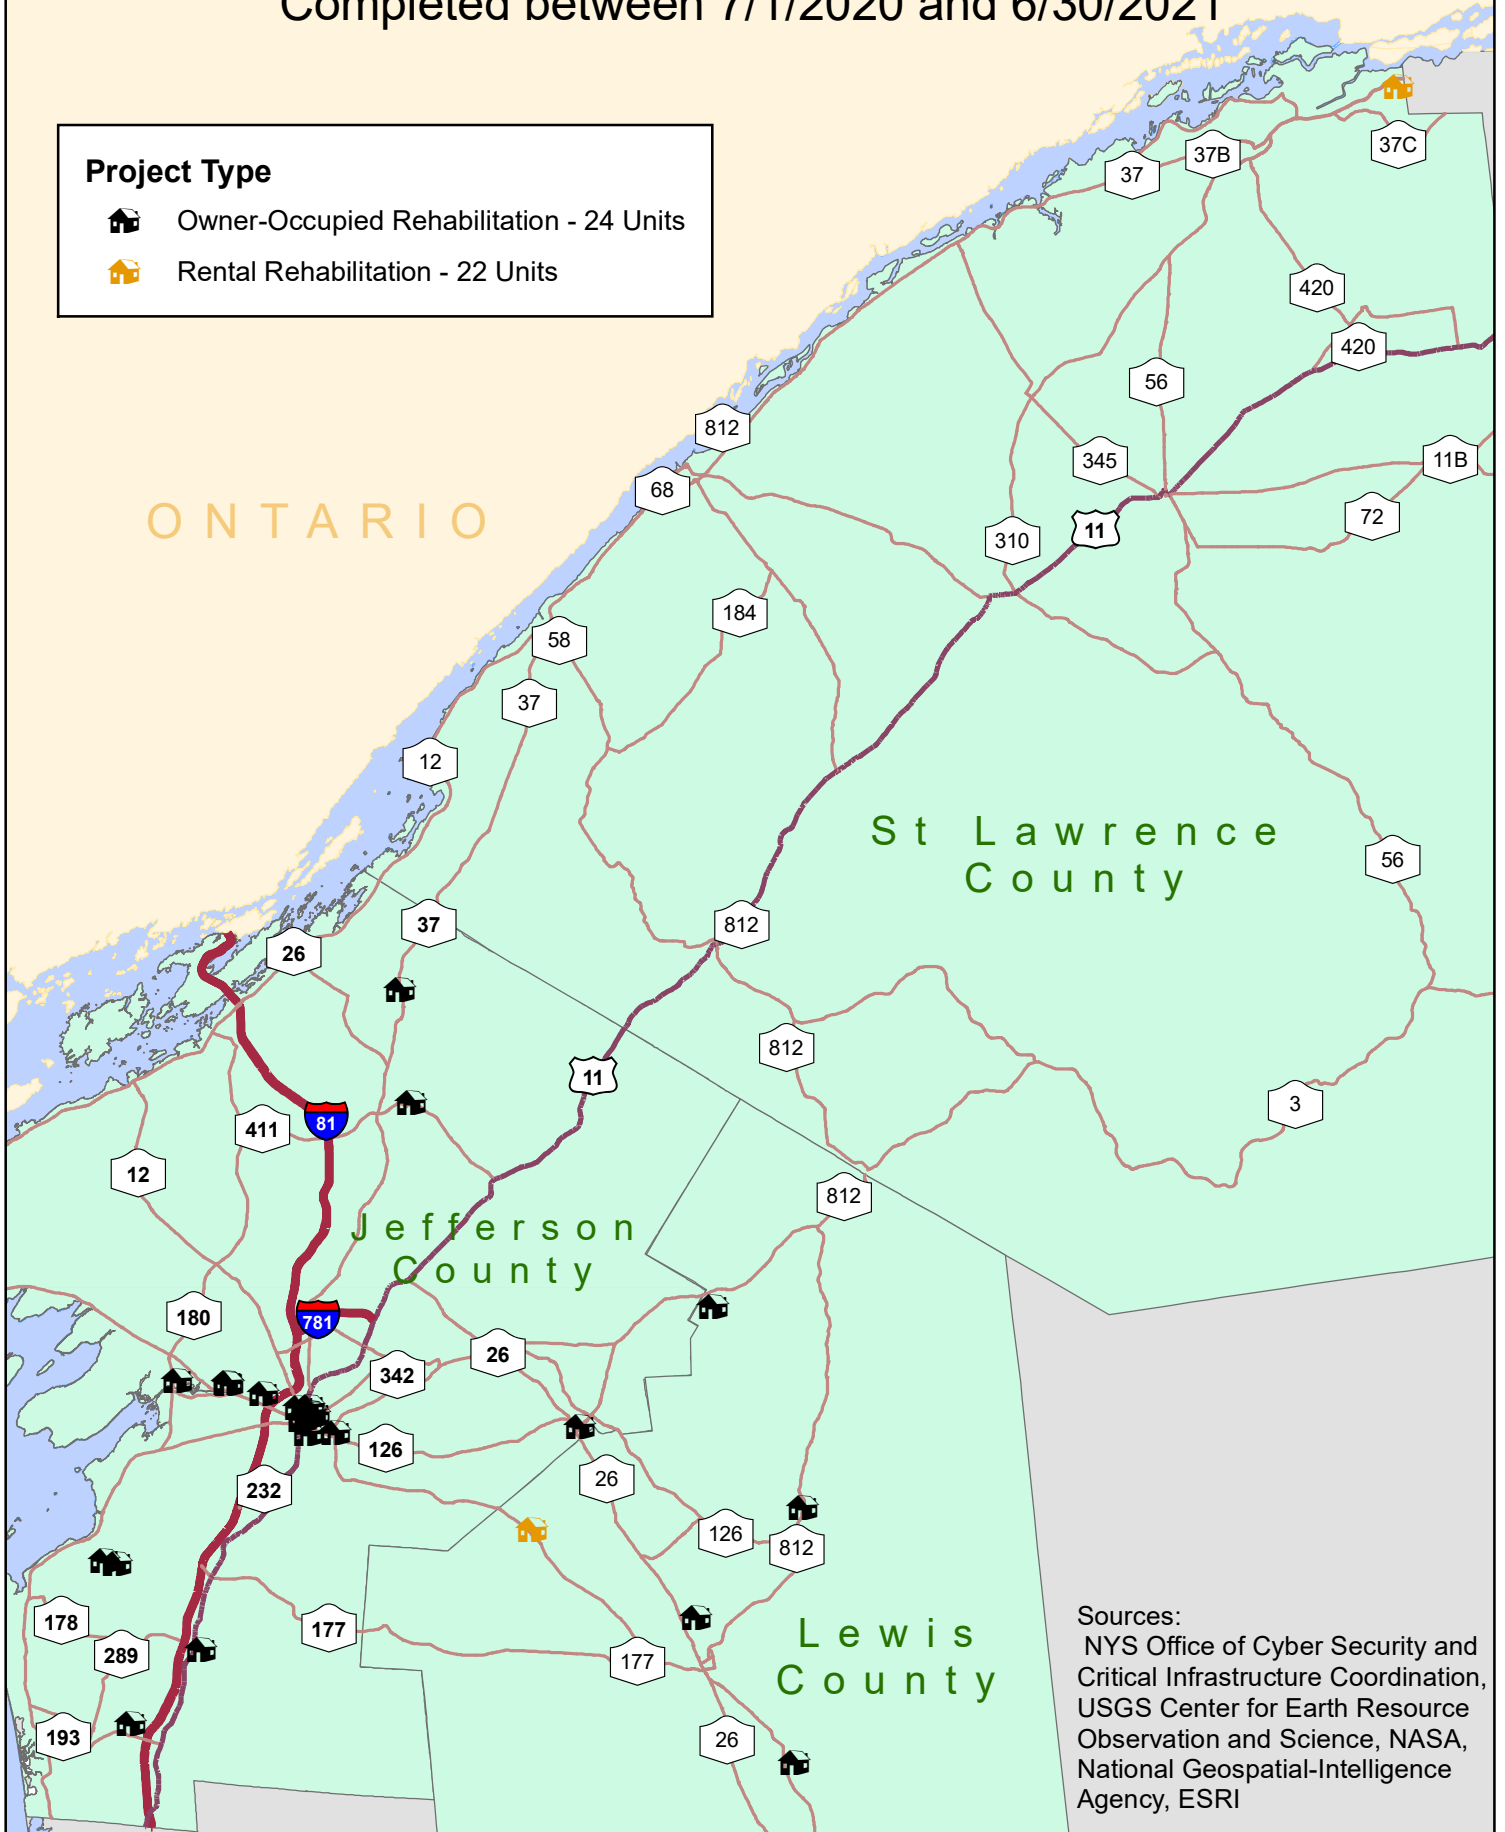 Completed between 7/1/2020 and 6/30/2021
Project Type
Owner-Occupied Rehabilitation - 24 Units
Rental Rehabilitation - 22 Units
37C
37B
37
420
420
56
812
345
11B
68
72
11
310
ONTARIO
184
58
37
12
St Lawrence
County
56
812
37
26
812
11
3
81
411
12
812
Jefferson
County
180
781
26
342
126
26
232
126
812
178
177
289
177
Lewis
County
193
26
Sources:
NYS Office of Cyber Security and
Critical Infrastructure Coordination,
USGS Center for Earth Resource
Observation and Science, NASA,
National Geospatial-Intelligence
Agency, ESRI